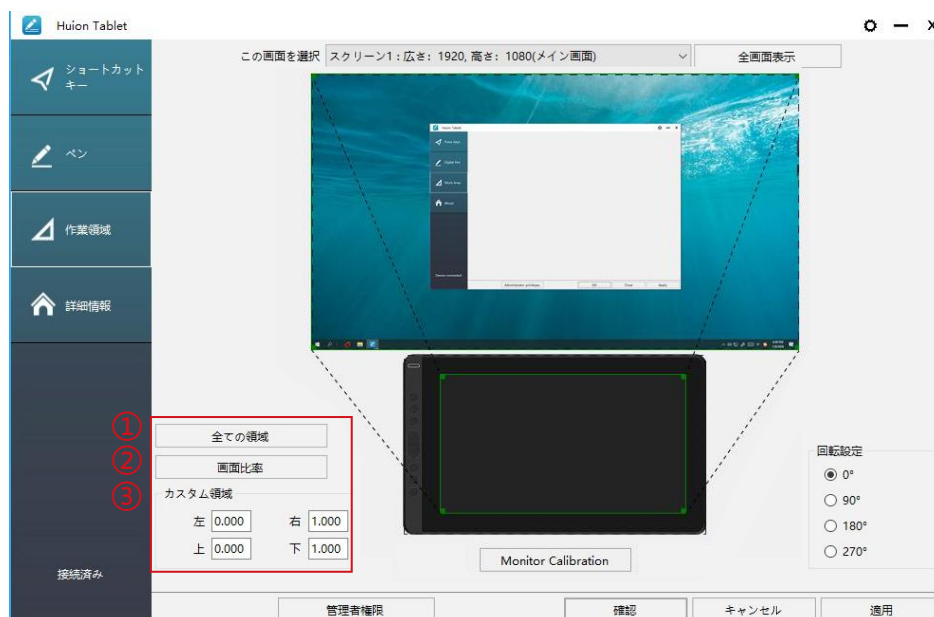 Huion Tablet
この画面を選択 スクリーン1：広さ：1920, 高さ：1080(メイン画面) 全画面表示
ショートカット
キー
ペン
作業領域
詳細情報
接続済み
① 全ての領域
② 画面比率
③ カスタム領域
左 0.000 右 1.000
上 0.000 下 1.000
Monitor Calibration
回転設定
0°
90°
180°
270°
管理者権限 確認 キャンセル 適用